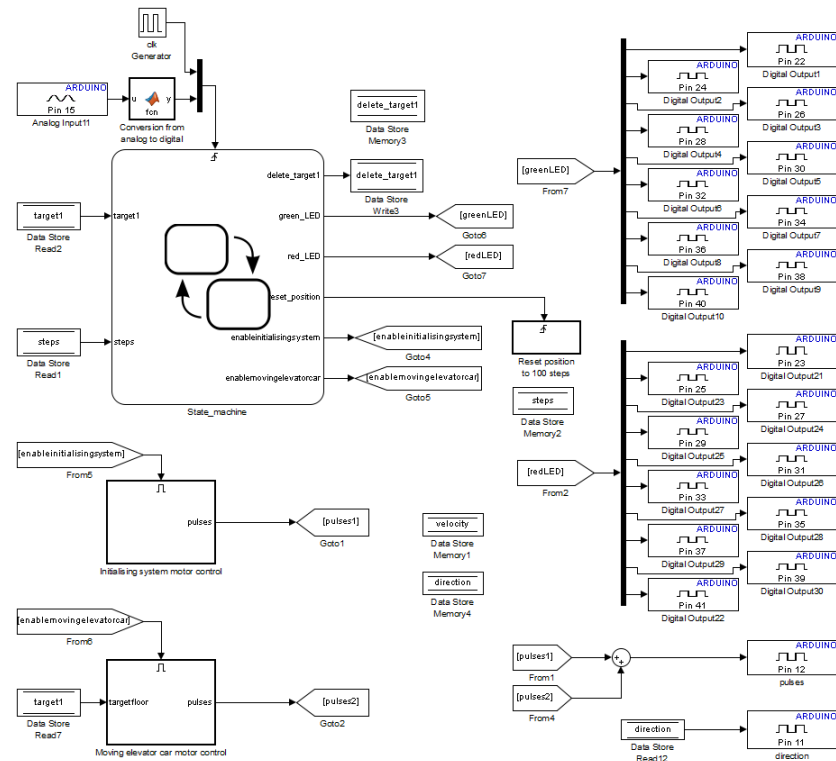 clk
Generator
ARDUINO
Pin 15
Analog Input11
u
fcn
y
Conversion from
analog to digital
delete_target1
Data Store
Memory3
delete_target1
delete_target1
Data Store
Write3
target1
Data Store
Read2
target1
green_LED
[greenLED]
Goto6
red_LED
[redLED]
Goto7
eset_position
steps
Data Store
Read1
steps
enableinitialisingsystem
[enableinitialisingsystem]
Goto4
enablemovingelevatorcar
[enablemovingelevatorcar]
Goto5
State_machine
Reset position
to 100 steps
steps
Data Store
Memory2
[enableinitialisingsystem]
From5
pulses
Initialising system motor control
[pulses1]
Goto1
velocity
Data Store
Memory1
direction
Data Store
Memory4
[enablemovingelevatorcar]
From6
target1
Data Store
Read7
targetfloor
pulses
Moving elevator car motor control
[pulses2]
Goto2
[greenLED]
From7
ARDUINO
Pin 22
Digital Output1
ARDUINO
Pin 24
Digital Output2
ARDUINO
Pin 26
Digital Output3
ARDUINO
Pin 28
Digital Output4
ARDUINO
Pin 30
Digital Output5
ARDUINO
Pin 32
Digital Output6
ARDUINO
Pin 34
Digital Output7
ARDUINO
Pin 36
Digital Output8
ARDUINO
Pin 38
Digital Output9
ARDUINO
Pin 40
Digital Output10
[redLED]
From2
ARDUINO
Pin 23
Digital Output21
ARDUINO
Pin 25
Digital Output23
ARDUINO
Pin 27
Digital Output24
ARDUINO
Pin 29
Digital Output25
ARDUINO
Pin 31
Digital Output26
ARDUINO
Pin 33
Digital Output27
ARDUINO
Pin 35
Digital Output28
ARDUINO
Pin 37
Digital Output29
ARDUINO
Pin 39
Digital Output30
ARDUINO
Pin 41
Digital Output22
[pulses1]
From1
[pulses2]
From4
ARDUINO
Pin 12
pulses
direction
Data Store
Read12
ARDUINO
Pin 11
direction